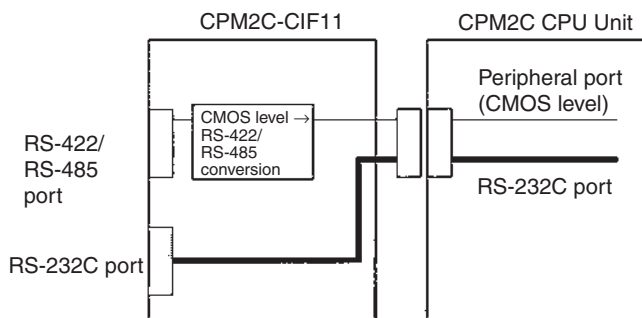 CPM2C-CIF11
CPM2C CPU Unit
Peripheral port
(CMOS level)
CMOS level →
RS-422/
RS-485
conversion
RS-422/
RS-485
port
RS-232C port
RS-232C port